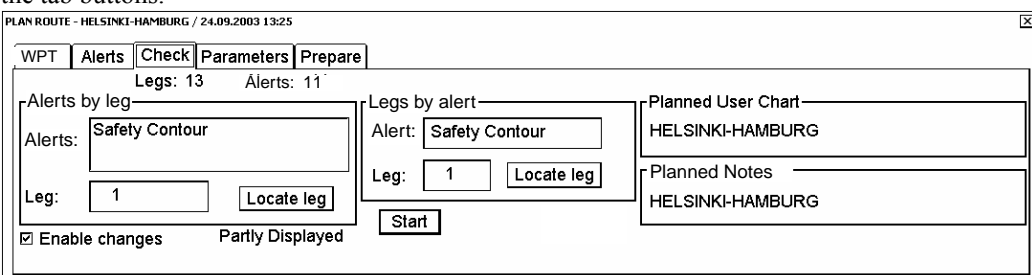 the tab buttons.
PLAN ROUTE - HELSINKI-HAMBURG / 24.09.2003 13:25
WPT Alerts Check Parameters Prepare
Legs: 13 Alerts: 11
Alerts by leg
Alerts: Safety Contour
Leg: 1 Locate leg
Enable changes Partly Displayed
Legs by alert
Alert: Safety Contour
Leg: 1 Locate leg
Start
Planned User Chart
HELSINKI-HAMBURG
Planned Notes
HELSINKI-HAMBURG